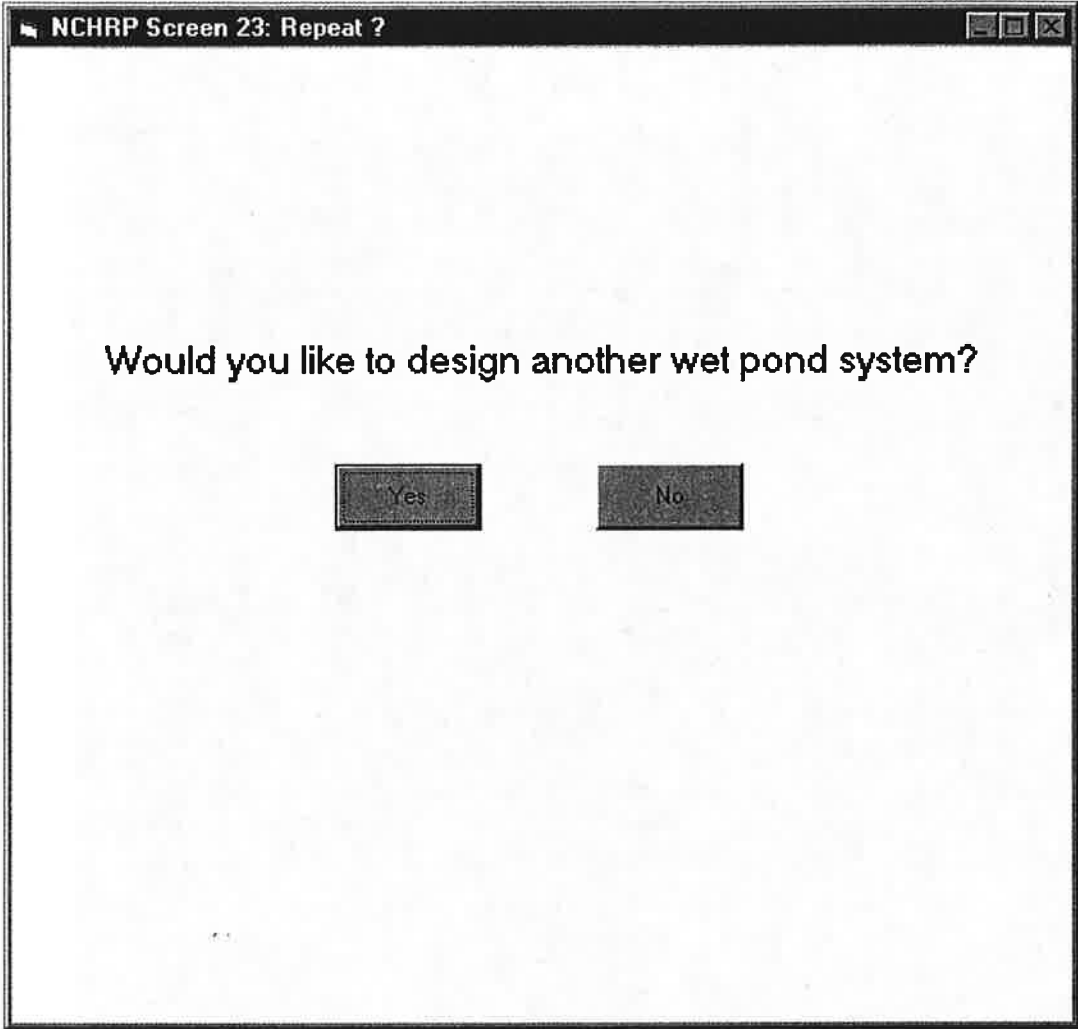 NCHRP Screen 23: Repeat ?
Would you like to design another wet pond system?
Yes
No